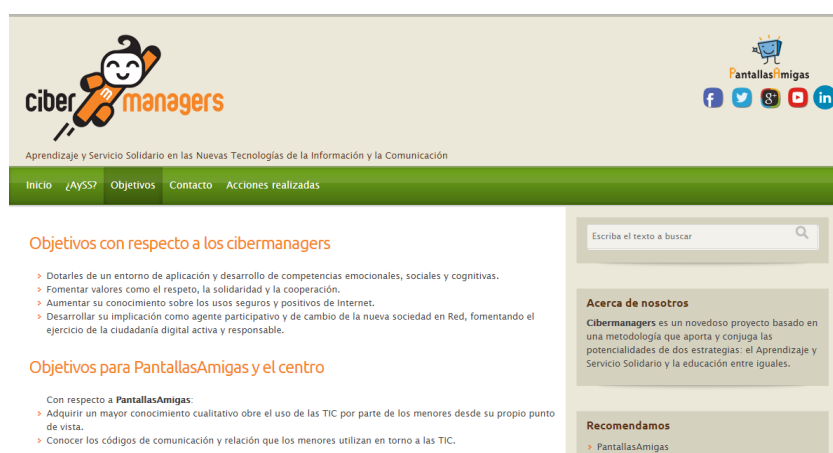 ciber managers
PantallasAmigas
Aprendizaje y Servicio Solidario en las Nuevas Tecnologías de la Información y la Comunicación
Inicio ¿AySS? Objetivos Contacto Acciones realizadas
Objetivos con respecto a los cibermanagers
Dotarles de un entorno de aplicación y desarrollo de competencias emocionales, sociales y cognitivas.
Fomentar valores como el respeto, la solidaridad y la cooperación.
Aumentar su conocimiento sobre los usos seguros y positivos de Internet.
Desarrollar su implicación como agente participativo y de cambio de la nueva sociedad en Red, fomentando el
ejercicio de la ciudadanía digital activa y responsable.
Objetivos para PantallasAmigas y el centro
Con respecto a PantallasAmigas:
Adquirir un mayor conocimiento cualitativo obre el uso de las TIC por parte de los menores desde su propio punto
de vista.
Conocer los códigos de comunicación y relación que los menores utilizan en torno a las TIC.
Escriba el texto a buscar
Acerca de nosotros
Cibermanagers es un novedoso proyecto basado en
una metodología que aporta y conjuga las
potencialidades de dos estrategias: el Aprendizaje y
Servicio Solidario y la educación entre iguales.
Recomendamos
PantallasAmigas